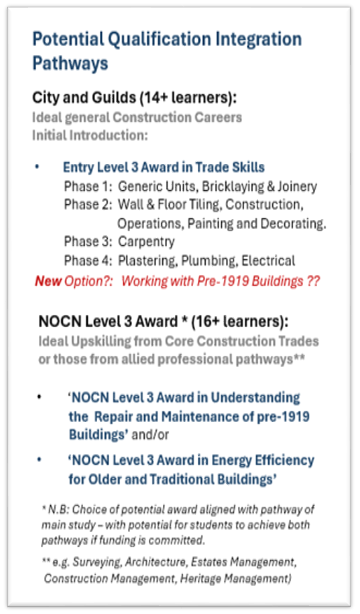 Potential Qualification Integration
Pathways
City and Guilds (14+ learners):
Ideal general Construction Careers
Initial Introduction:
• Entry Level 3 Award in Trade Skills
Phase 1: Generic Units, Bricklaying & Joinery
Phase 2: Wall & Floor Tiling, Construction,
Operations, Painting and Decorating.
Phase 3: Carpentry
Phase 4: Plastering, Plumbing, Electrical
New Option?: Working with Pre-1919 Buildings ??
NOCN Level 3 Award * (16+ learners):
Ideal Upskilling from Core Construction Trades
or those from allied professional pathways**
• ‘NOCN Level 3 Award in Understanding
the Repair and Maintenance of pre-1919
Buildings’ and/or
• ‘NOCN Level 3 Award in Energy Efficiency
for Older and Traditional Buildings’
* N.B: Choice of potential award aligned with pathway of
main study – with potential for students to achieve both
pathways if funding is committed.
** e.g. Surveying, Architecture, Estates Management,
Construction Management, Heritage Management)